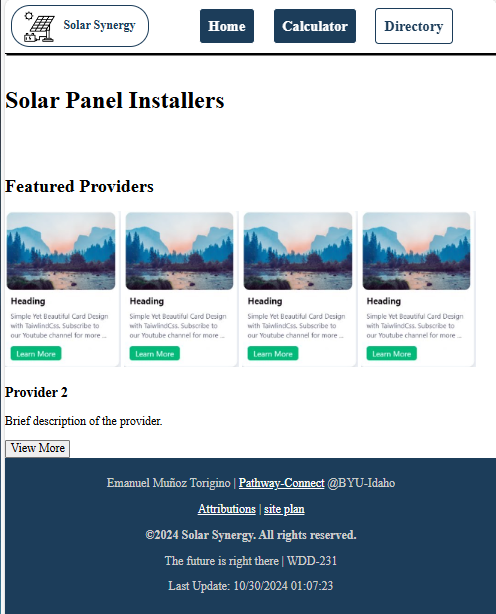 Solar Synergy Home Calculator Directory
Solar Panel Installers
Featured Providers
Heading Heading Heading Heading
Simple Yet Beautiful Card Design Simple Yet Beautiful Card Design Simple Yet Beautiful Card Design Simple Yet Beautiful Card Design
with TaiwlindCss. Subscribe to with TaiwlindCss. Subscribe to with TaiwlindCss. Subscribe to with TaiwlindCss. Subscribe to
our Youtube channel for more ... our Youtube channel for more ... our Youtube channel for more ... our Youtube channel for more ...
Learn More Learn More Learn More Learn More
Provider 2
Brief description of the provider.
View More
Emanuel Muñoz Torigino | Pathway-Connect @BYU-Idaho
Attributions | site plan
©2024 Solar Synergy. All rights reserved.
The future is right there | WDD-231
Last Update: 10/30/2024 01:07:23